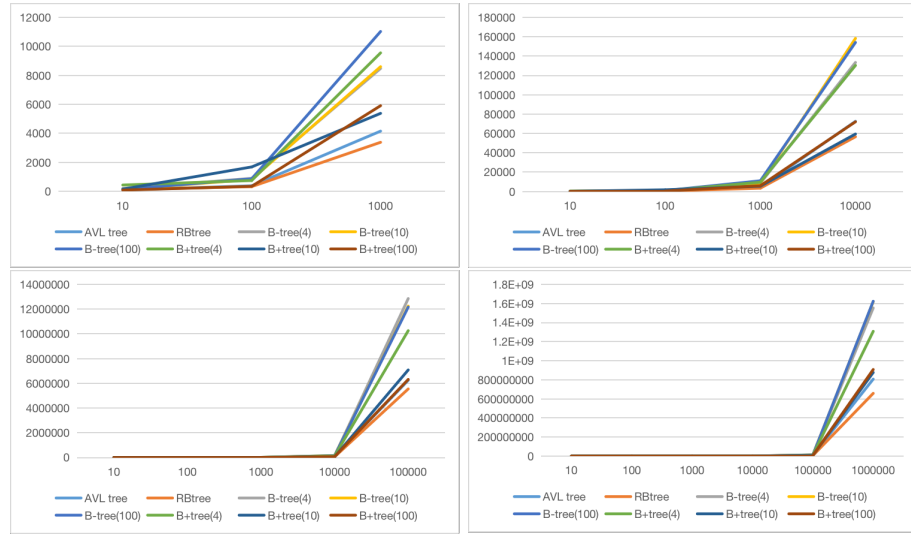 12000
10000
8000
6000
4000
2000
0
10 100 1000
AVL tree RBtree B-tree(4) B-tree(10)
B-tree(100) B+tree(4) B+tree(10) B+tree(100)
180000
160000
140000
120000
100000
80000
60000
40000
20000
0
10 100 1000 10000
AVL tree RBtree B-tree(4) B-tree(10)
B-tree(100) B+tree(4) B+tree(10) B+tree(100)
14000000
12000000
10000000
8000000
6000000
4000000
2000000
0
10 100 1000 10000 100000
AVL tree RBtree B-tree(4) B-tree(10)
B-tree(100) B+tree(4) B+tree(10) B+tree(100)
1.8E+09
1.6E+09
1.4E+09
1.2E+09
1E+09
800000000
600000000
400000000
200000000
0
10 100 1000 10000 100000 1000000
AVL tree RBtree B-tree(4) B-tree(10)
B-tree(100) B+tree(4) B+tree(10) B+tree(100)